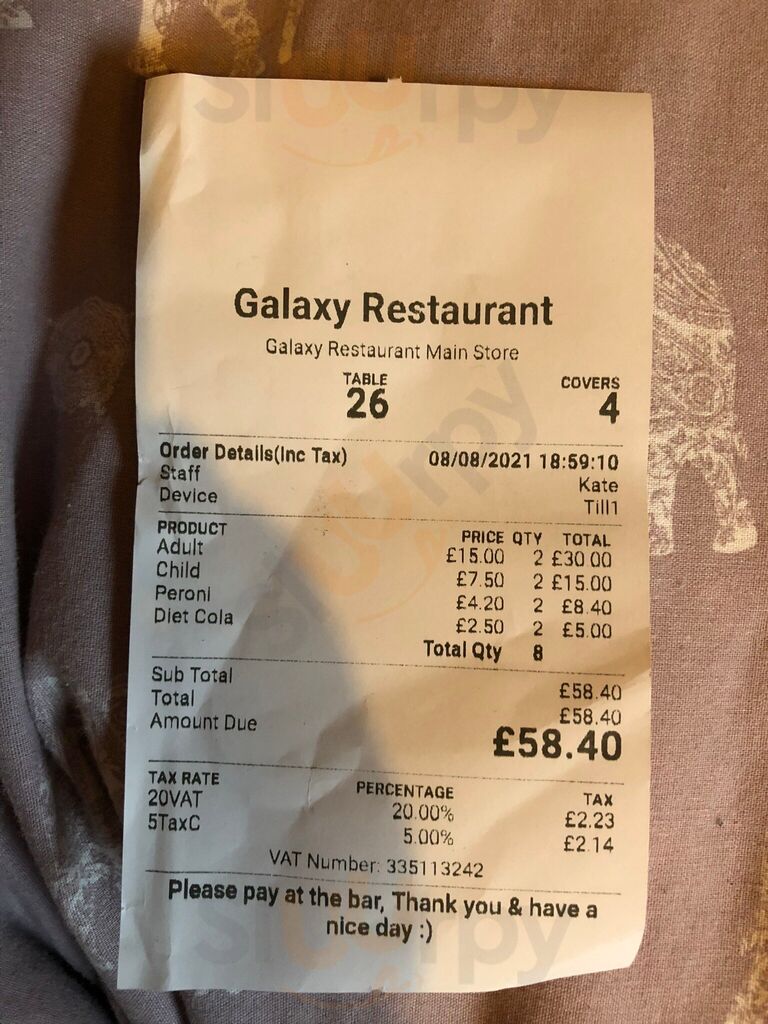 sluurpy
Galaxy Restaurant
Galaxy Restaurant Main Store
TABLE COVERS
26 4
Order Details(Inc Tax) 08/08/2021 18:59:10
Staff Kate
Device Till1
PRODUCT PRICE QTY TOTAL
Adult £15.00 2 £30.00
Child £7.50 2 £15.00
Peroni £4.20 2 £8.40
Diet Cola £2.50 2 £5.00
Total Qty 8
Sub Total £58.40
Total £58.40
Amount Due £58.40
TAX RATE PERCENTAGE TAX
20VAT 20.00% £2.23
5TaxC 5.00% £2.14
VAT Number: 335113242
Please pay at the bar, Thank you & have a
nice day :)
sluurpy